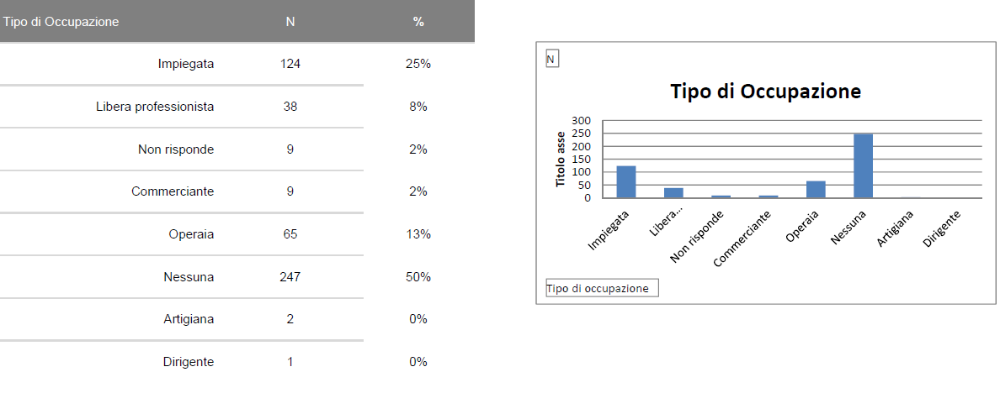 Tipo di Occupazione N %
Impiegata 124 25%
Libera professionista 38 8%
Non risponde 9 2%
Commerciante 9 2%
Operaia 65 13%
Nessuna 247 50%
Artigiana 2 0%
Dirigente 1 0%
N
Tipo di Occupazione
Titolo asse
300
250
200
150
100
50
0
Impiegata
Libera...
Non risponde
Commerciante
Operaia
Nessuna
Artigiana
Dirigente
Tipo di occupazione